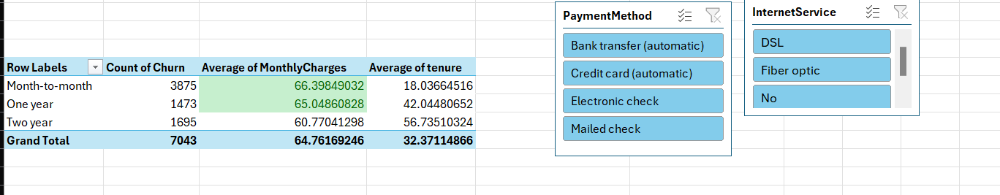 PaymentMethod
Bank transfer (automatic)
Credit card (automatic)
Electronic check
Mailed check
InternetService
DSL
Fiber optic
No
Row Labels Count of Churn Average of MonthlyCharges Average of tenure
Month-to-month 3875 66.39849032 18.03664516
One year 1473 65.04860828 42.04480652
Two year 1695 60.77041298 56.73510324
Grand Total 7043 64.76169246 32.37114866